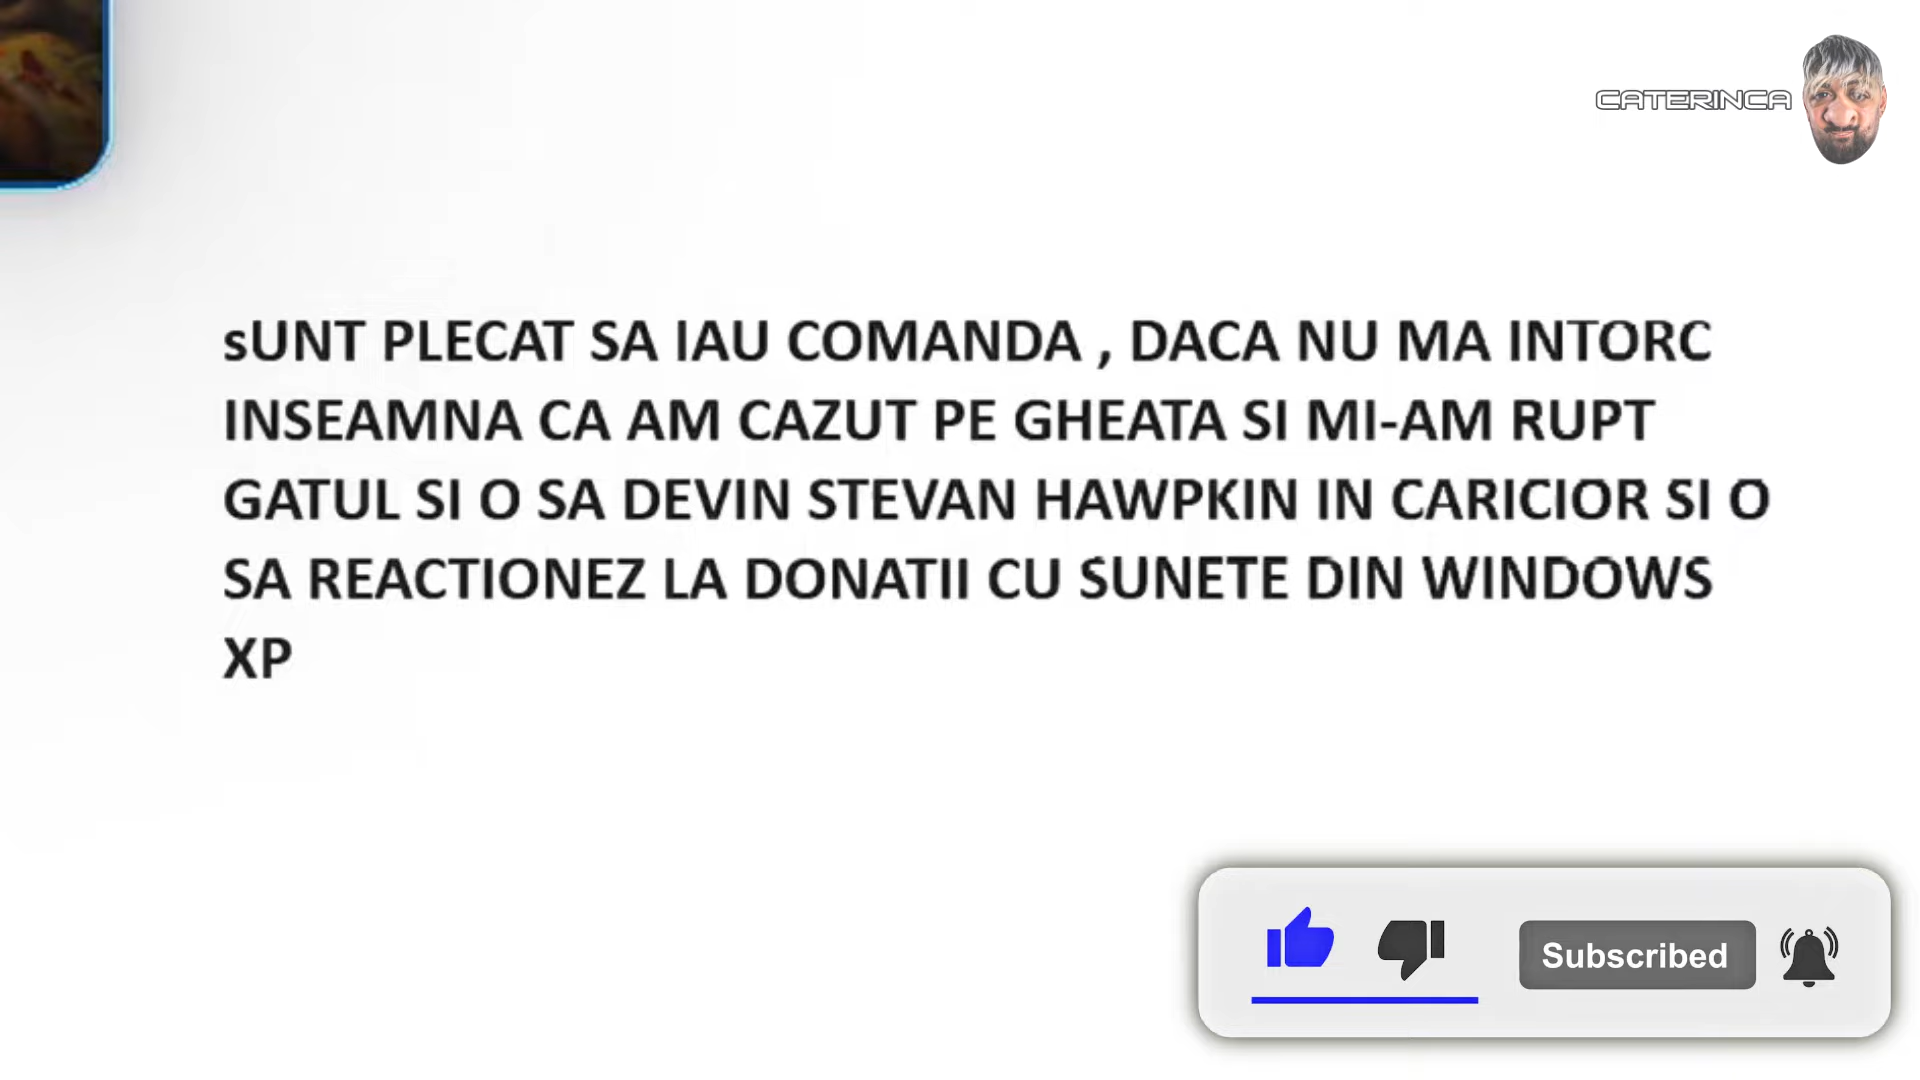 CATERINCA
sUNT PLECAT SA IAU COMANDA , DACA NU MA INTORC
INSEAMNA CA AM CAZUT PE GHEATA SI MI-AM RUPT
GATUL SI O SA DEVIN STEVAN HAWPKIN IN CARICIOR SI O
SA REACTIONEZ LA DONATII CU SUNETE DIN WINDOWS
XP
Subscribed